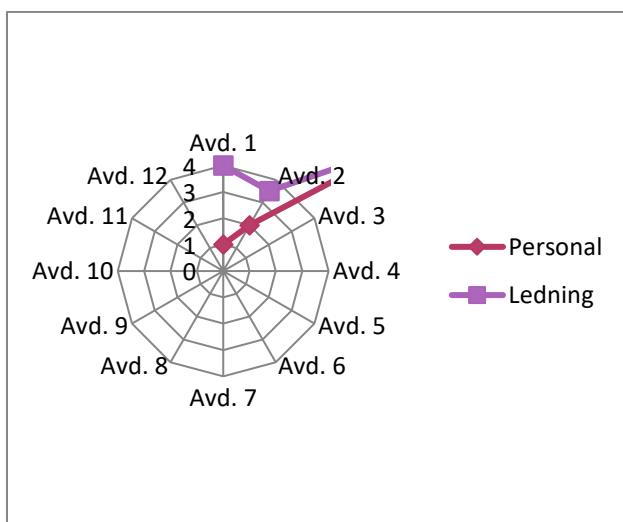 Avd. 1
Avd. 2
Avd. 3
Avd. 4
Avd. 5
Avd. 6
Avd. 7
Avd. 8
Avd. 9
Avd. 10
Avd. 11
Avd. 12
4
3
2
1
0
Personal
Ledning